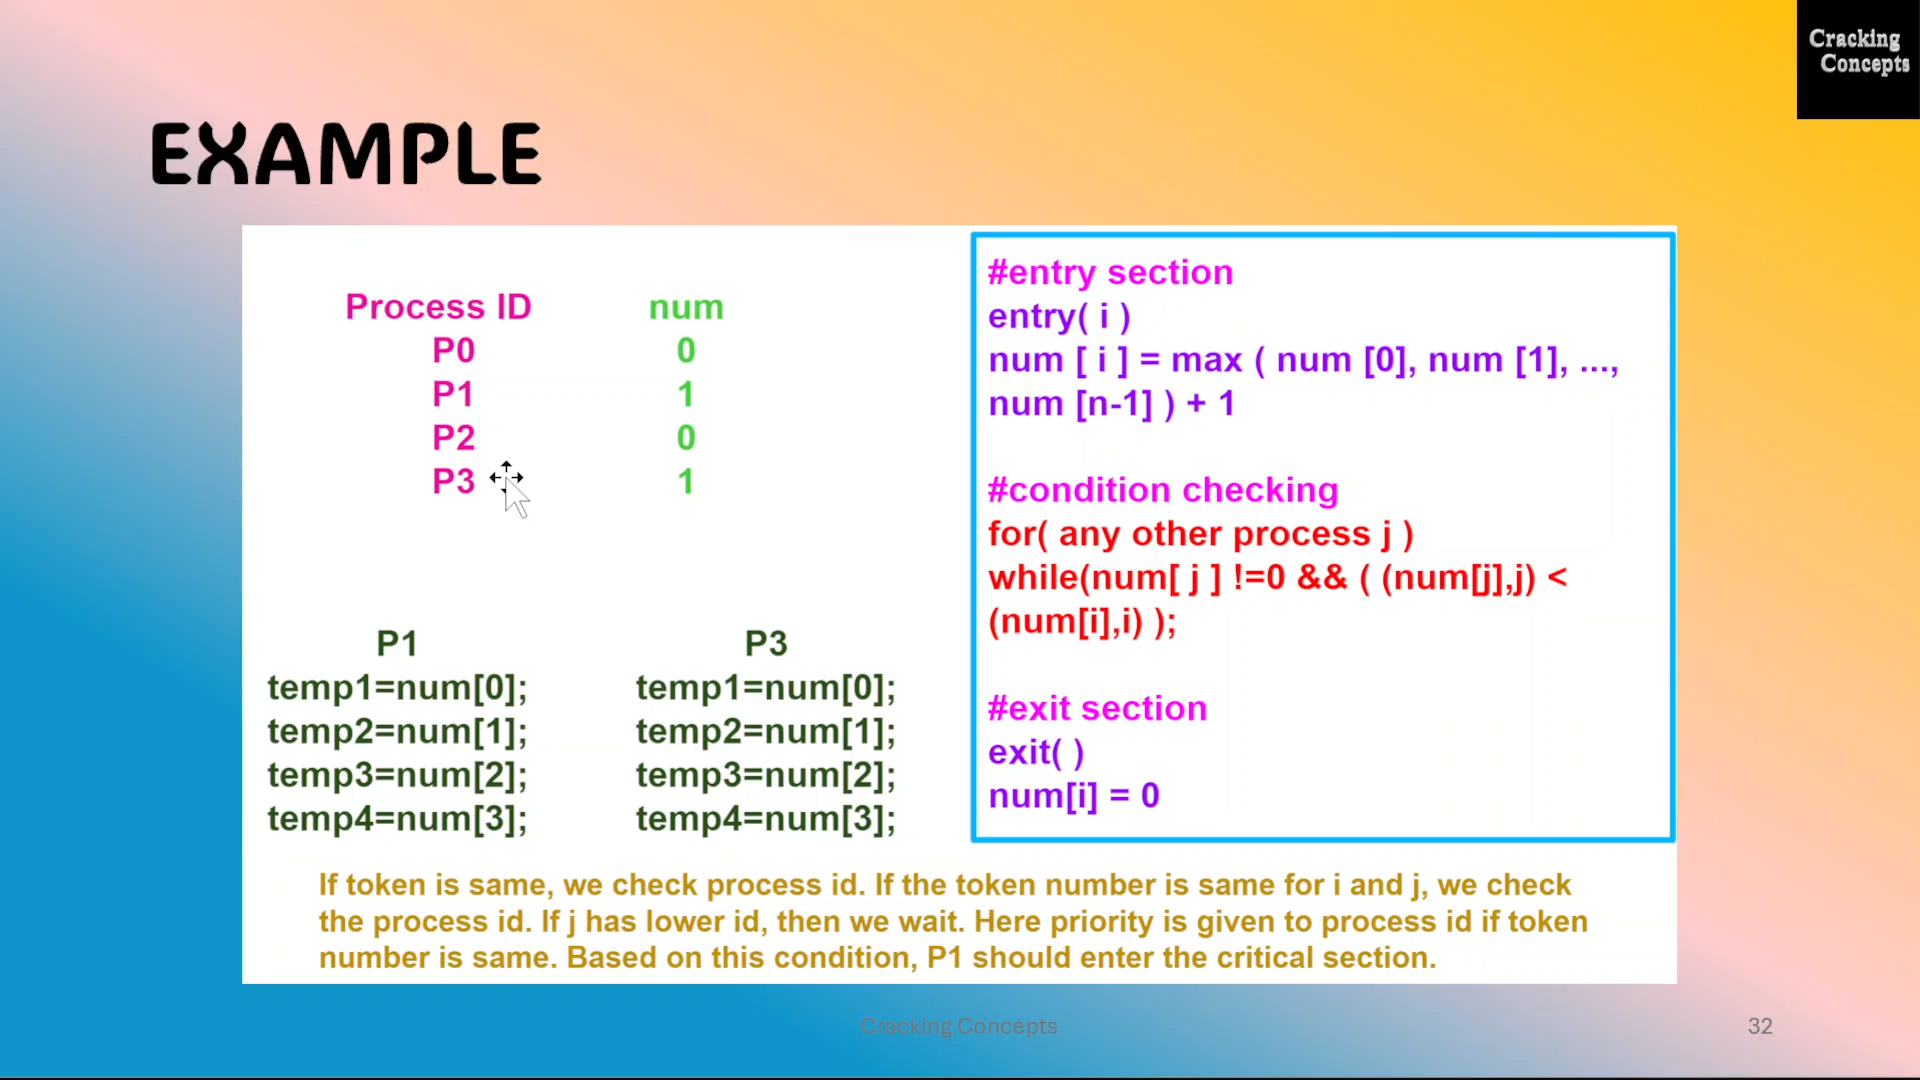 Cracking
Concepts
EXAMPLE
Process ID num
P0 0
P1 1
P2 0
P3 1
P1 P3
temp1=num[0]; temp1=num[0];
temp2=num[1]; temp2=num[1];
temp3=num[2]; temp3=num[2];
temp4=num[3]; temp4=num[3];
#entry section
entry( i )
num [ i ] = max ( num [0], num [1], ...,
num [n-1] ) + 1
#condition checking
for( any other process j )
while(num[ j ] !=0 && ( (num[j],j) <
(num[i],i) );
#exit section
exit( )
num[i] = 0
If token is same, we check process id. If the token number is same for i and j, we check
the process id. If j has lower id, then we wait. Here priority is given to process id if token
number is same. Based on this condition, P1 should enter the critical section.
Cracking Concepts
32